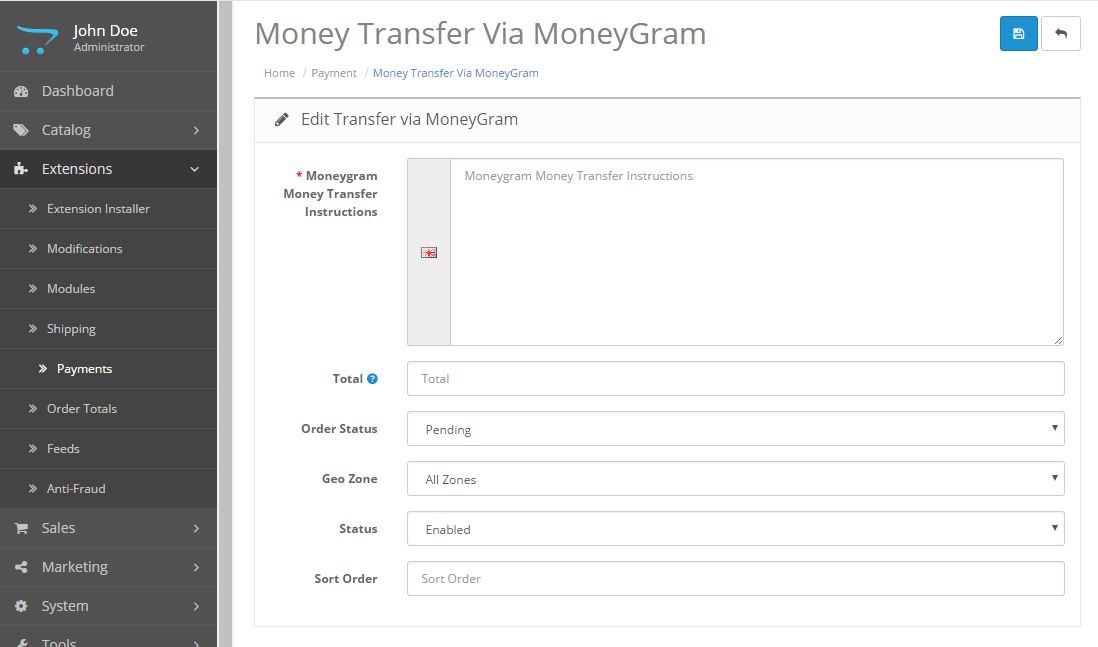 John Doe
Administrator
Dashboard
Catalog
Extensions
Extension Installer
Modifications
Modules
Shipping
Payments
Order Totals
Feeds
Anti-Fraud
Sales
Marketing
System
Tools
Money Transfer Via MoneyGram
Home / Payment / Money Transfer Via MoneyGram
Edit Transfer via MoneyGram
* Moneygram
Money Transfer
Instructions
Moneygram Money Transfer Instructions
Total ?
Total
Order Status
Pending
Geo Zone
All Zones
Status
Enabled
Sort Order
Sort Order